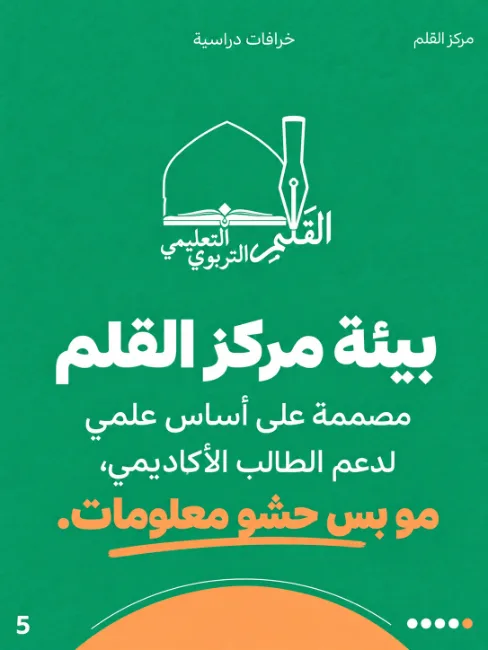 مركز القلم
خرافات دراسية
القلم
التربوي
التعليمي
بيئة مركز القلم
مصممة على أساس علمي
لدعم الطالب الأكاديمي،
مو بس حشو معلومات.
5